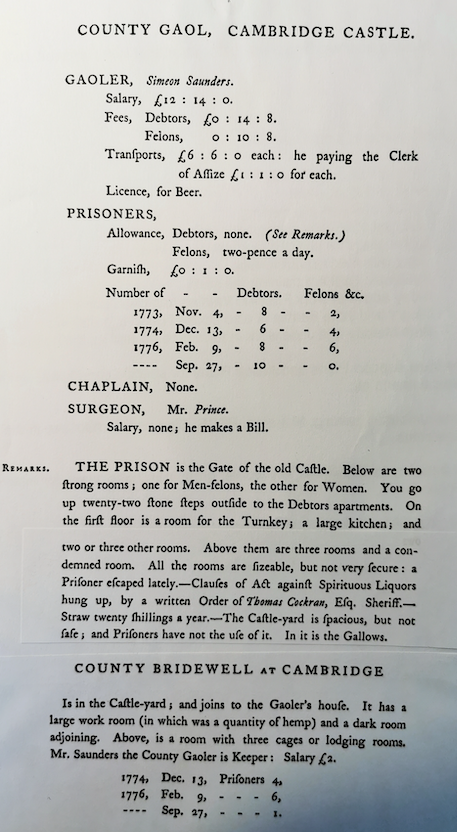 COUNTY GAOL, CAMBRIDGE CASTLE.
GAOLER, Simeon Saunders.
Salary, £12 : 14 : 0.
Fees, Debtors, £0 : 14 : 8.
Felons, 0 : 10 : 8.
Tranſports, £6 : 6 : 0 each: he paying the Clerk
of Aſſize £1 : 1 : 0 for each.
Licence, for Beer.
PRISONERS,
Allowance, Debtors, none. (See Remarks.)
Felons, two-pence a day.
Garniſh, £0 : 1 : 0.
Number of - - Debtors. Felons &c.
1773, Nov. 4, - 8 - - 2,
1774, Dec. 13, - 6 - - 4,
1776, Feb. 9, - 8 - - 6,
---- Sep. 27, - 10 - - 0.
CHAPLAIN, None.
SURGEON, Mr. Prince.
Salary, none; he makes a Bill.
REMARKS. THE PRISON is the Gate of the old Caſtle. Below are two
ſtrong rooms; one for Men-felons, the other for Women. You go
up twenty-two ſtone ſteps outſide to the Debtors apartments. On
the firſt floor is a room for the Turnkey; a large kitchen; and
two or three other rooms. Above them are three rooms and a con-
demned room. All the rooms are ſizeable, but not very ſecure: a
Priſoner eſcaped lately.—Clauſes of Act againſt Spirituous Liquors
hung up, by a written Order of Thomas Cockran, Eſq. Sheriff.—
Straw twenty ſhillings a year.—The Caſtle-yard is ſpacious, but not
ſafe; and Priſoners have not the uſe of it. In it is the Gallows.
COUNTY BRIDEWELL AT CAMBRIDGE
Is in the Caſtle-yard; and joins to the Gaoler's houſe. It has a
large work room (in which was a quantity of hemp) and a dark room
adjoining. Above, is a room with three cages or lodging rooms.
Mr. Saunders the County Gaoler is Keeper: Salary £2.
1774, Dec. 13, Priſoners 4,
1776, Feb. 9, - - - 6,
---- Sep. 27, - - - 1.